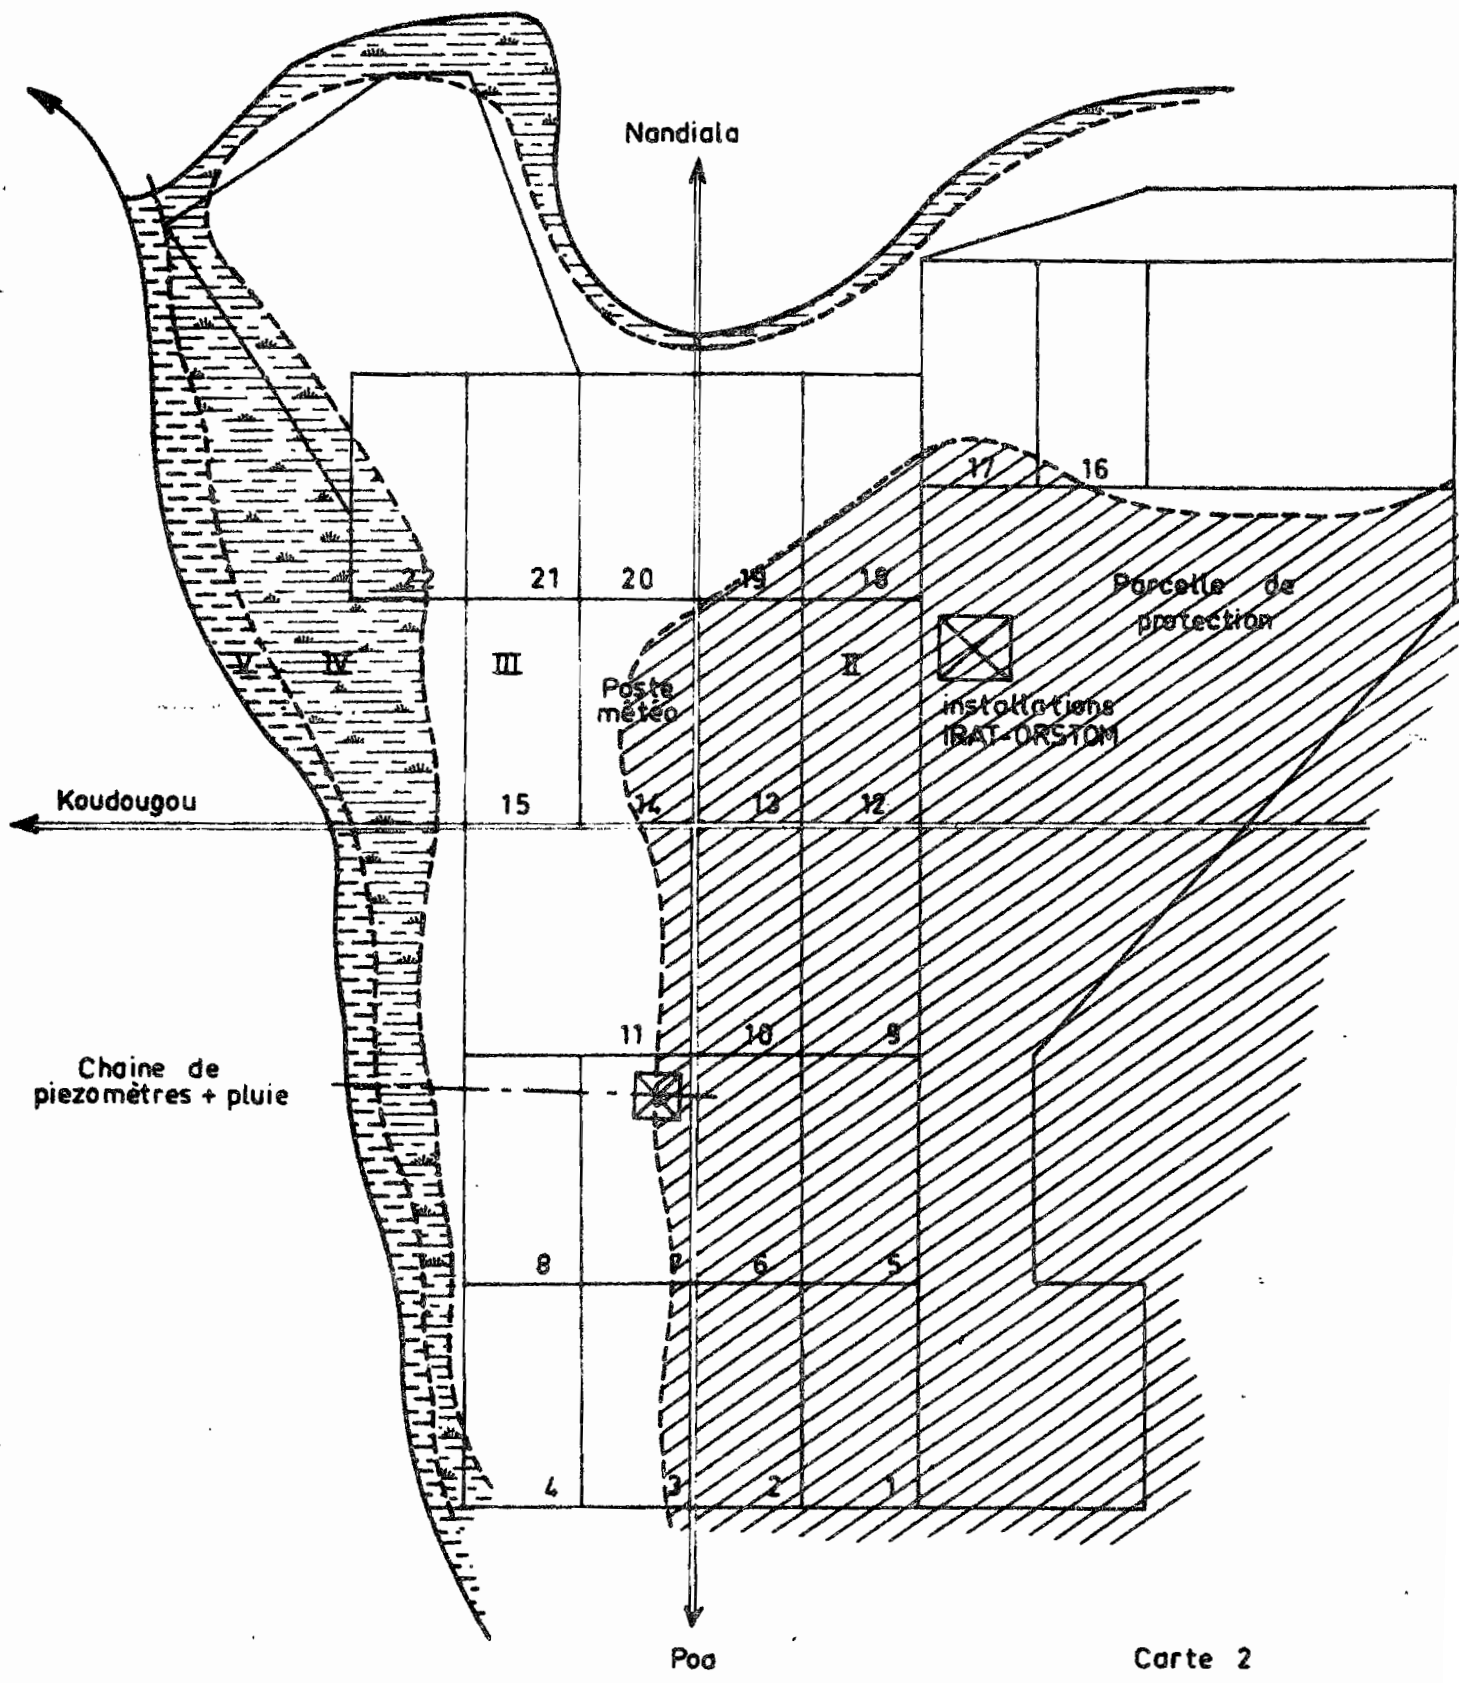 Nandiala
17
16
22
21
20
19
18
Parcelle de
protection
V
IV
III
II
Poste
météo
installations
IRAT-ORSTOM
Koudougou
15
14
13
12
11
10
9
Chaine de
piezomètres + pluie
8
7
6
5
4
3
2
1
Poa
Carte 2